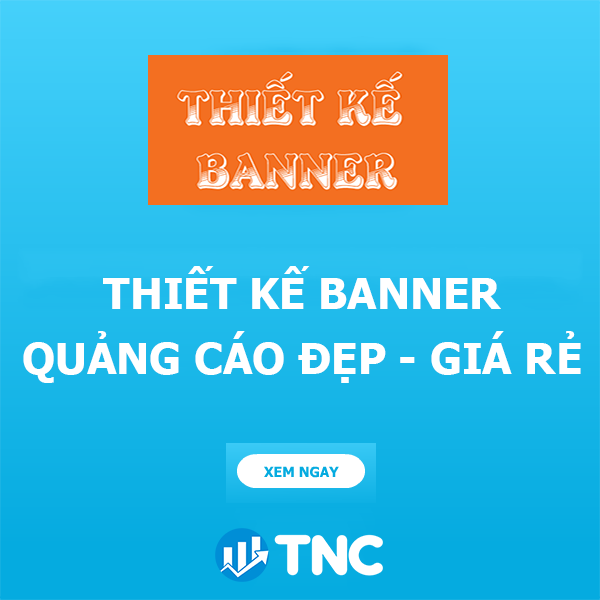 THIẾT KẾ
BANNER
THIẾT KẾ BANNER
QUẢNG CÁO ĐẸP - GIÁ RẺ
XEM NGAY
TNC